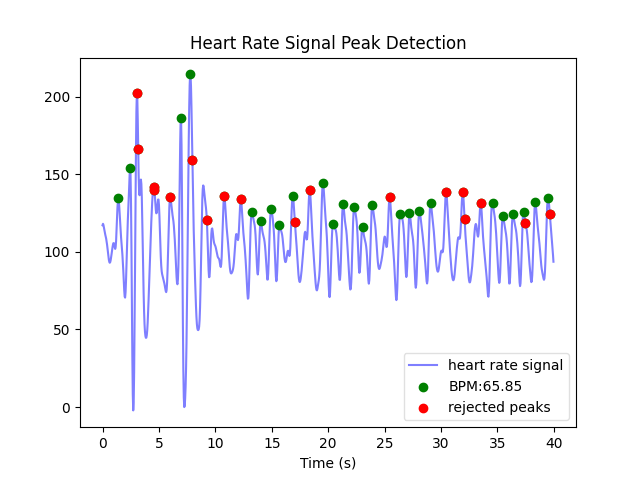 Heart Rate Signal Peak Detection
200
150
100
50
0
heart rate signal
BPM:65.85
rejected peaks
0 5 10 15 20 25 30 35 40
Time (s)